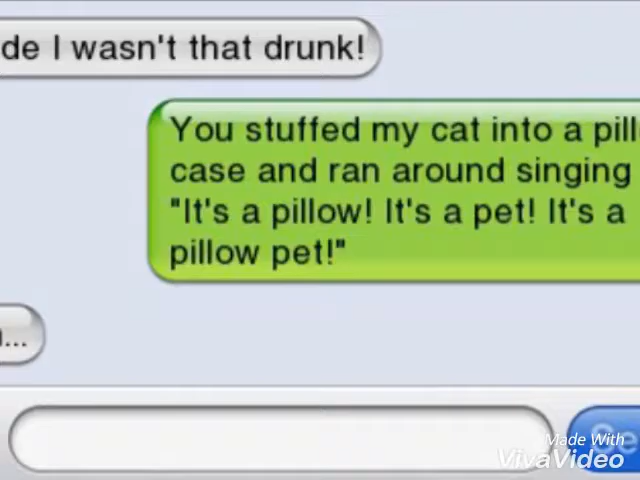 de I wasn't that drunk!
You stuffed my cat into a pill
case and ran around singing
"It's a pillow! It's a pet! It's a
pillow pet!"
...
Se
Made With
VivaVideo